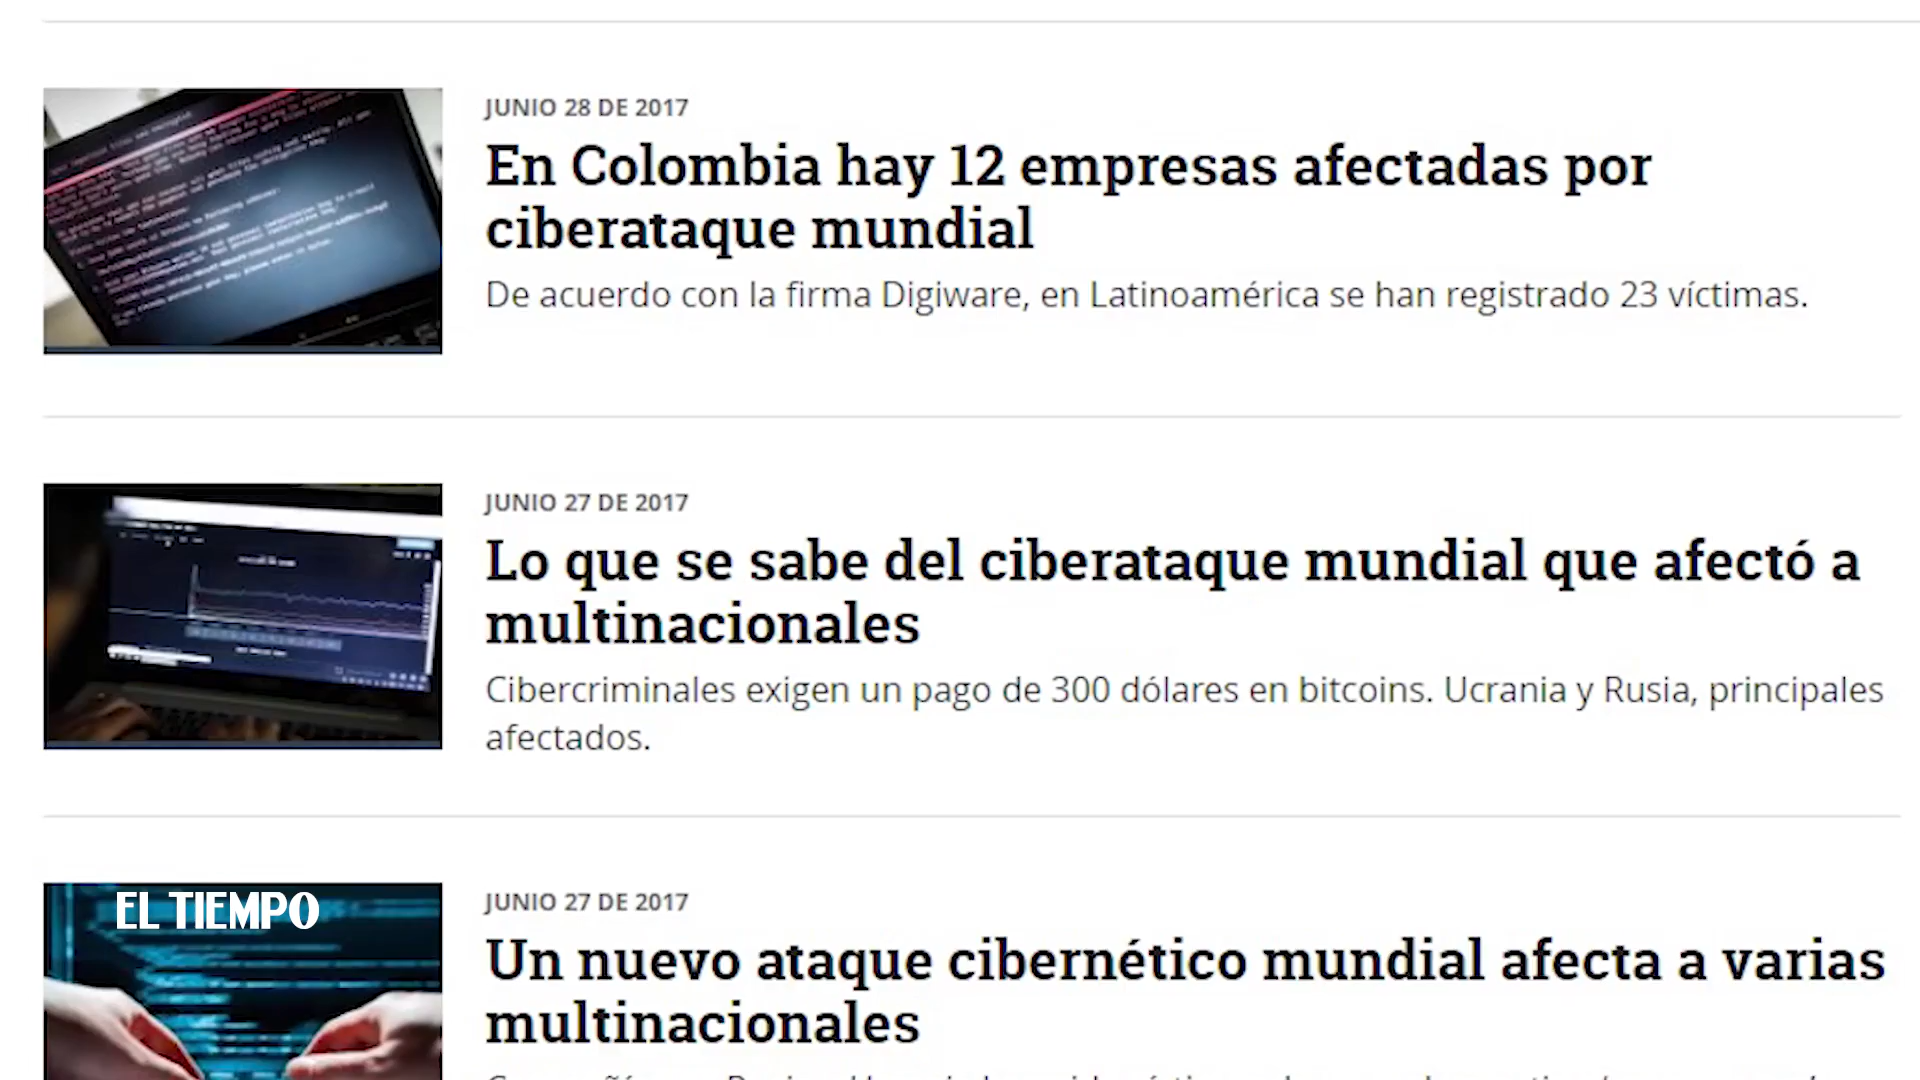 JUNIO 28 DE 2017
En Colombia hay 12 empresas afectadas por
ciberataque mundial
De acuerdo con la firma Digiware, en Latinoamérica se han registrado 23 víctimas.
JUNIO 27 DE 2017
Lo que se sabe del ciberataque mundial que afectó a
multinacionales
Cibercriminales exigen un pago de 300 dólares en bitcoins. Ucrania y Rusia, principales
afectados.
EL TIEMPO
JUNIO 27 DE 2017
Un nuevo ataque cibernético mundial afecta a varias
multinacionales